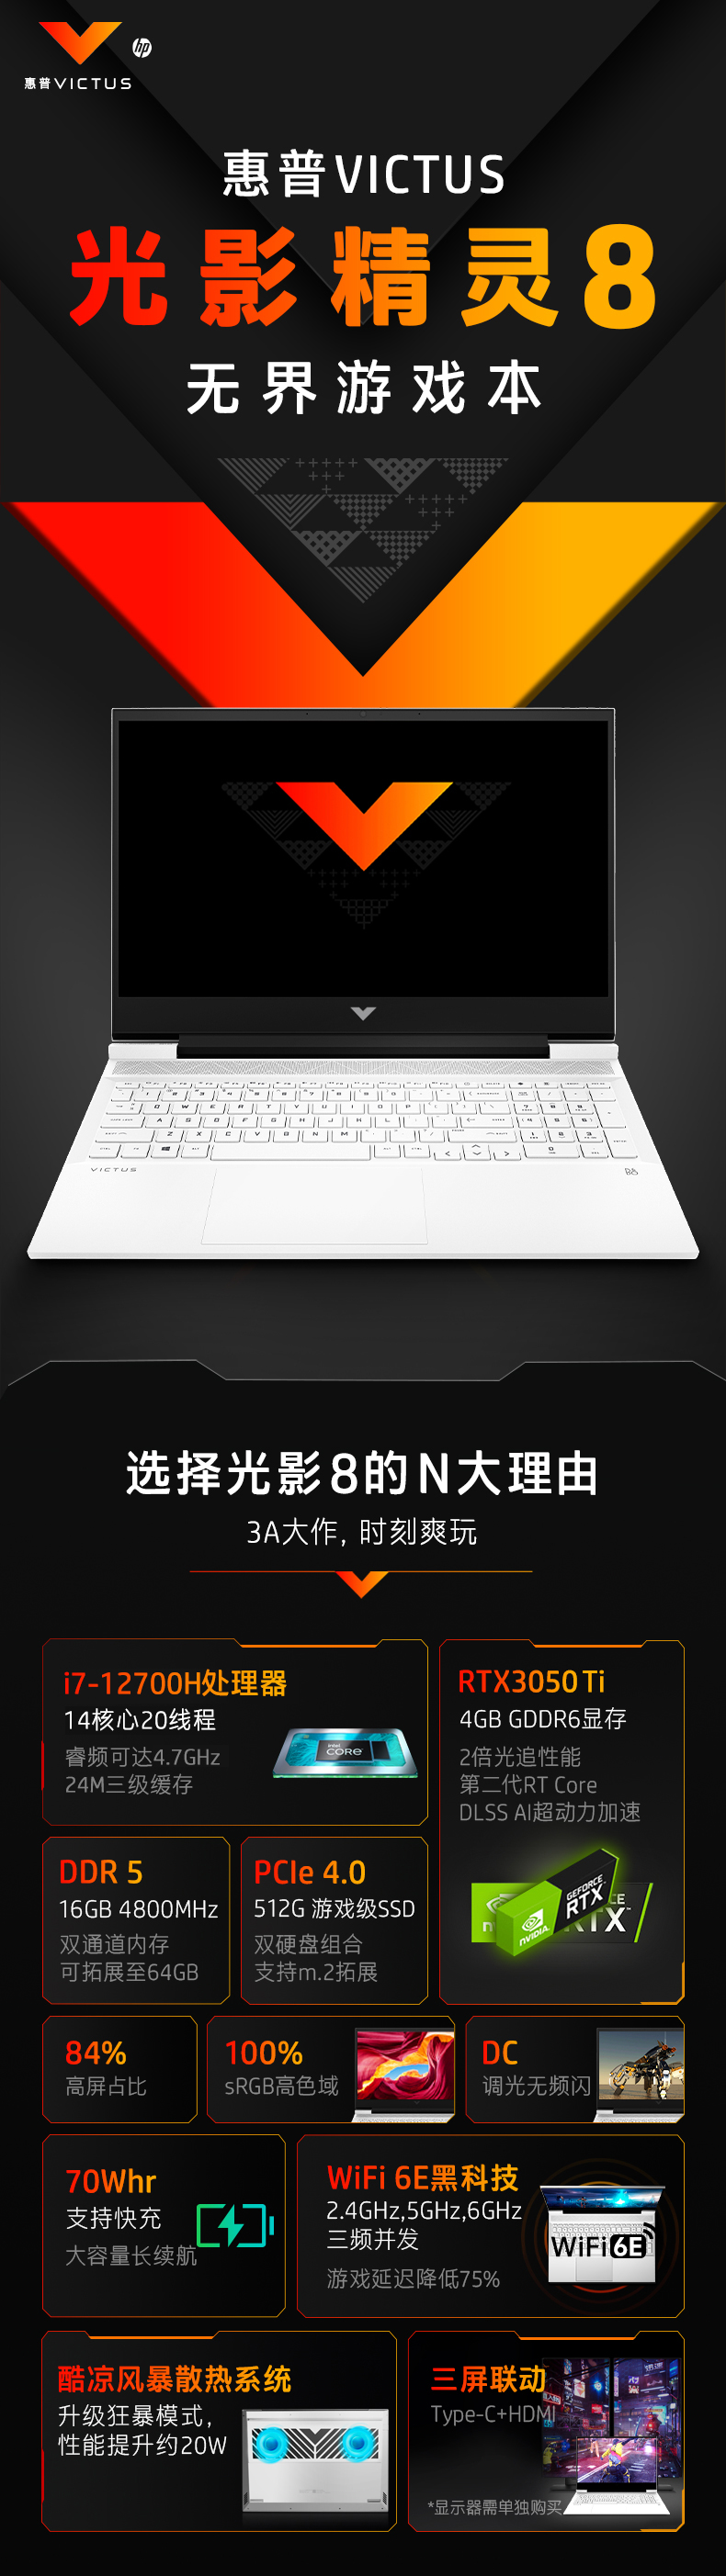 hp
惠普VICTUS
惠普VICTUS
光影精灵8
无界游戏本
VICTUS
选择光影8的N大理由
3A大作, 时刻爽玩
i7-12700H处理器
14核心20线程
睿频可达4.7GHz
24M三级缓存
intel
CORE
RTX3050 Ti
4GB GDDR6显存
2倍光追性能
第二代RT Core
DLSS AI超动力加速
GEFORCE
RTX
NVIDIA
DDR 5
16GB 4800MHz
双通道内存
可拓展至64GB
PCIe 4.0
512G 游戏级SSD
双硬盘组合
支持m.2拓展
84%
高屏占比
100%
sRGB高色域
DC
调光无频闪
70Whr
支持快充
大容量长续航
WiFi 6E黑科技
2.4GHz,5GHz,6GHz
三频并发
游戏延迟降低75%
WiFi 6E
酷凉风暴散热系统
升级狂暴模式,
性能提升约20W
三屏联动
Type-C+HDMI
*显示器需单独购买